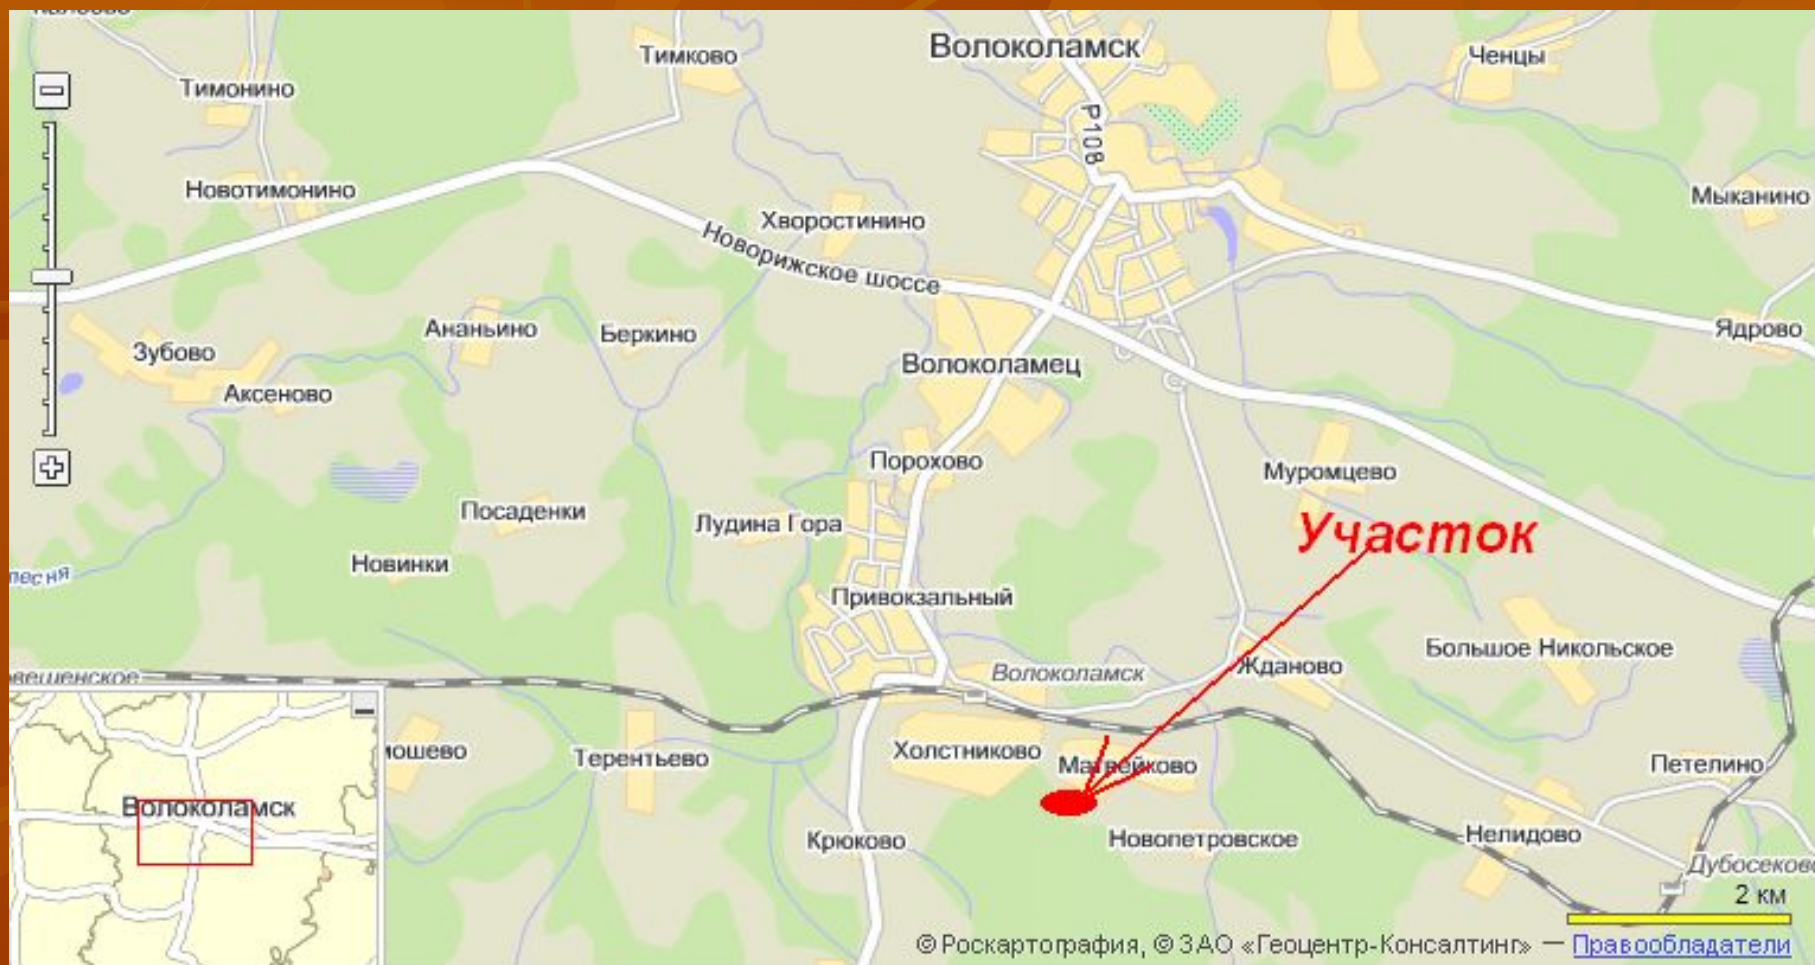 Тимково
Волоколамск
Ченцы
Тимонино
Р108
Новотимонино
Мыканино
Хворостинино
Новорижское шоссе
Ананьино
Беркино
Ядрово
Зубово
Волоколамец
Аксеново
Порохово
Муромцево
Посаденки
Лудина Гора
Участок
Новинки
Привокзальный
Большое Никольское
Волоколамск
Жданово
Холстниково
Терентьево
Матвейково
Петелино
Волоколамск
Крюково
Новопетровское
Нелидово
Дубосеково
2 км
© Роскартография, © ЗАО «Геоцентр-Консалтинг» — Правообладатели